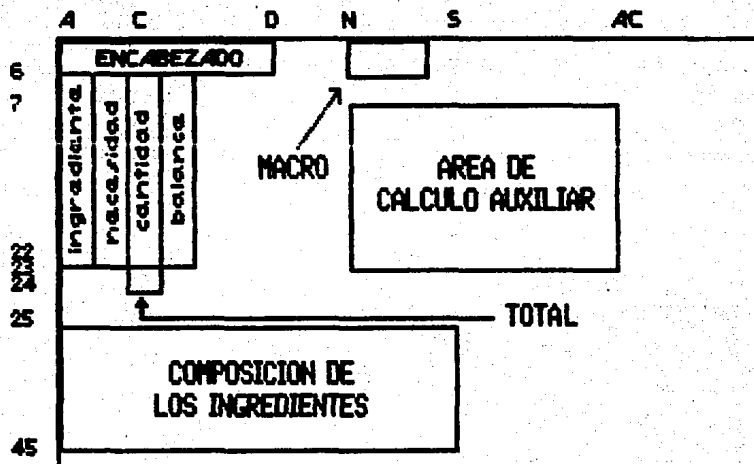 A C D N S AC
ENCABEZADO
6
7
ingrediente
necesidad
cantidad
balance
MACRO
AREA DE
CALCULO AUXILIAR
25
TOTAL
COMPOSICION DE
LOS INGREDIENTES
45